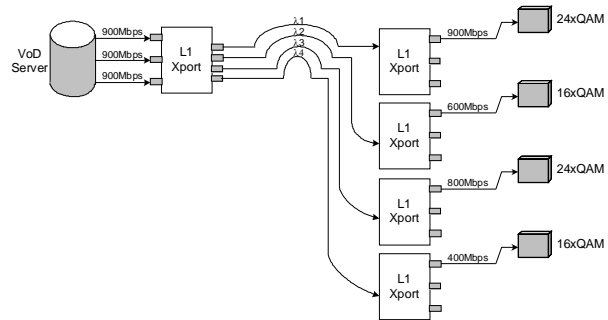 VoD
Server
900Mbps
900Mbps
900Mbps
L1
Xport
λ1
λ2
λ3
λ4
L1
Xport
900Mbps
24xQAM
L1
Xport
600Mbps
16xQAM
L1
Xport
800Mbps
24xQAM
L1
Xport
400Mbps
16xQAM